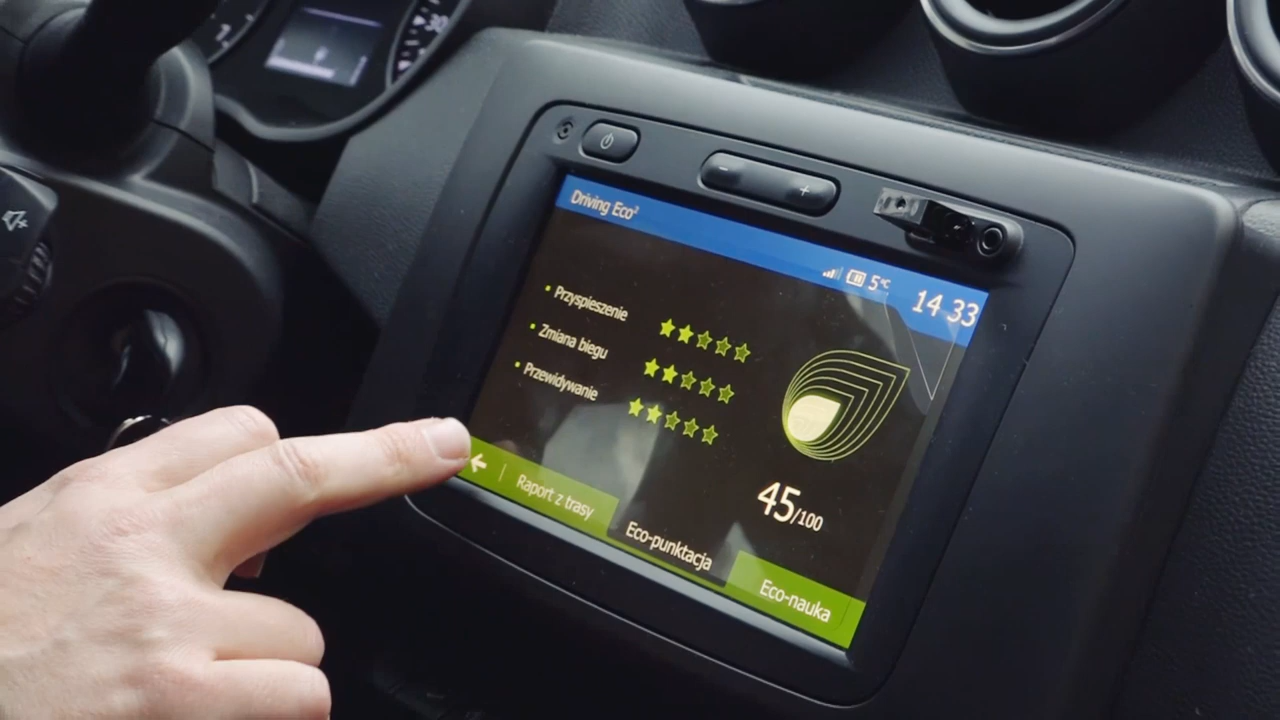 Driving Eco²
5°C
14 33
• Przyspieszenie
• Zmiana biegu
• Przewidywanie
45/100
Raport z trasy
Eco-punktacja
Eco-nauka
- +